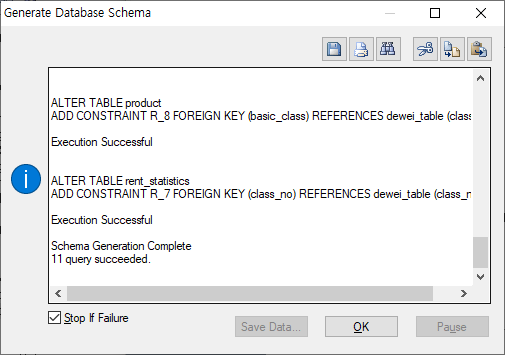 Generate Database Schema
ALTER TABLE product
ADD CONSTRAINT R_8 FOREIGN KEY (basic_class) REFERENCES dewei_table (clas
Execution Successful
ALTER TABLE rent_statistics
ADD CONSTRAINT R_7 FOREIGN KEY (class_no) REFERENCES dewei_table (class_n
Execution Successful
Schema Generation Complete
11 query succeeded.
Stop If Failure
Save Data...
OK
Pause